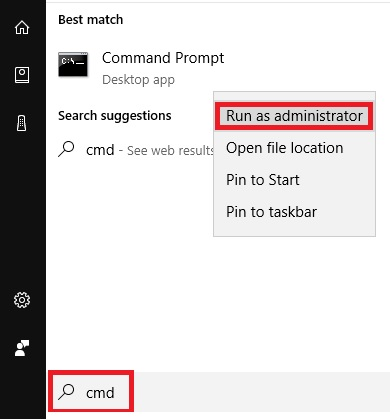 Best match
Command Prompt
Desktop app
Search suggestions
cmd - See web results
Run as administrator
Open file location
Pin to Start
Pin to taskbar
cmd